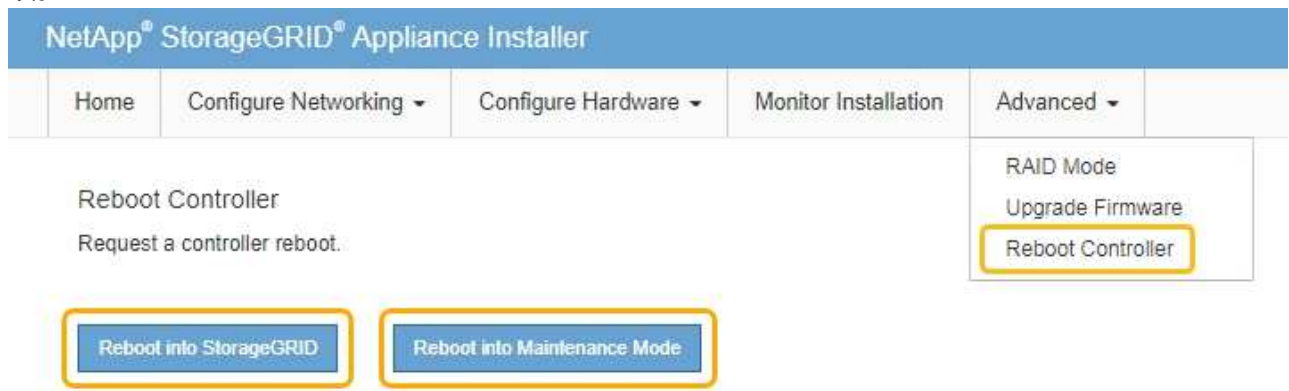 NetApp® StorageGRID® Appliance Installer
Home Configure Networking Configure Hardware Monitor Installation Advanced
RAID Mode
Upgrade Firmware
Reboot Controller
Reboot Controller
Request a controller reboot.
Reboot into StorageGRID Reboot into Maintenance Mode